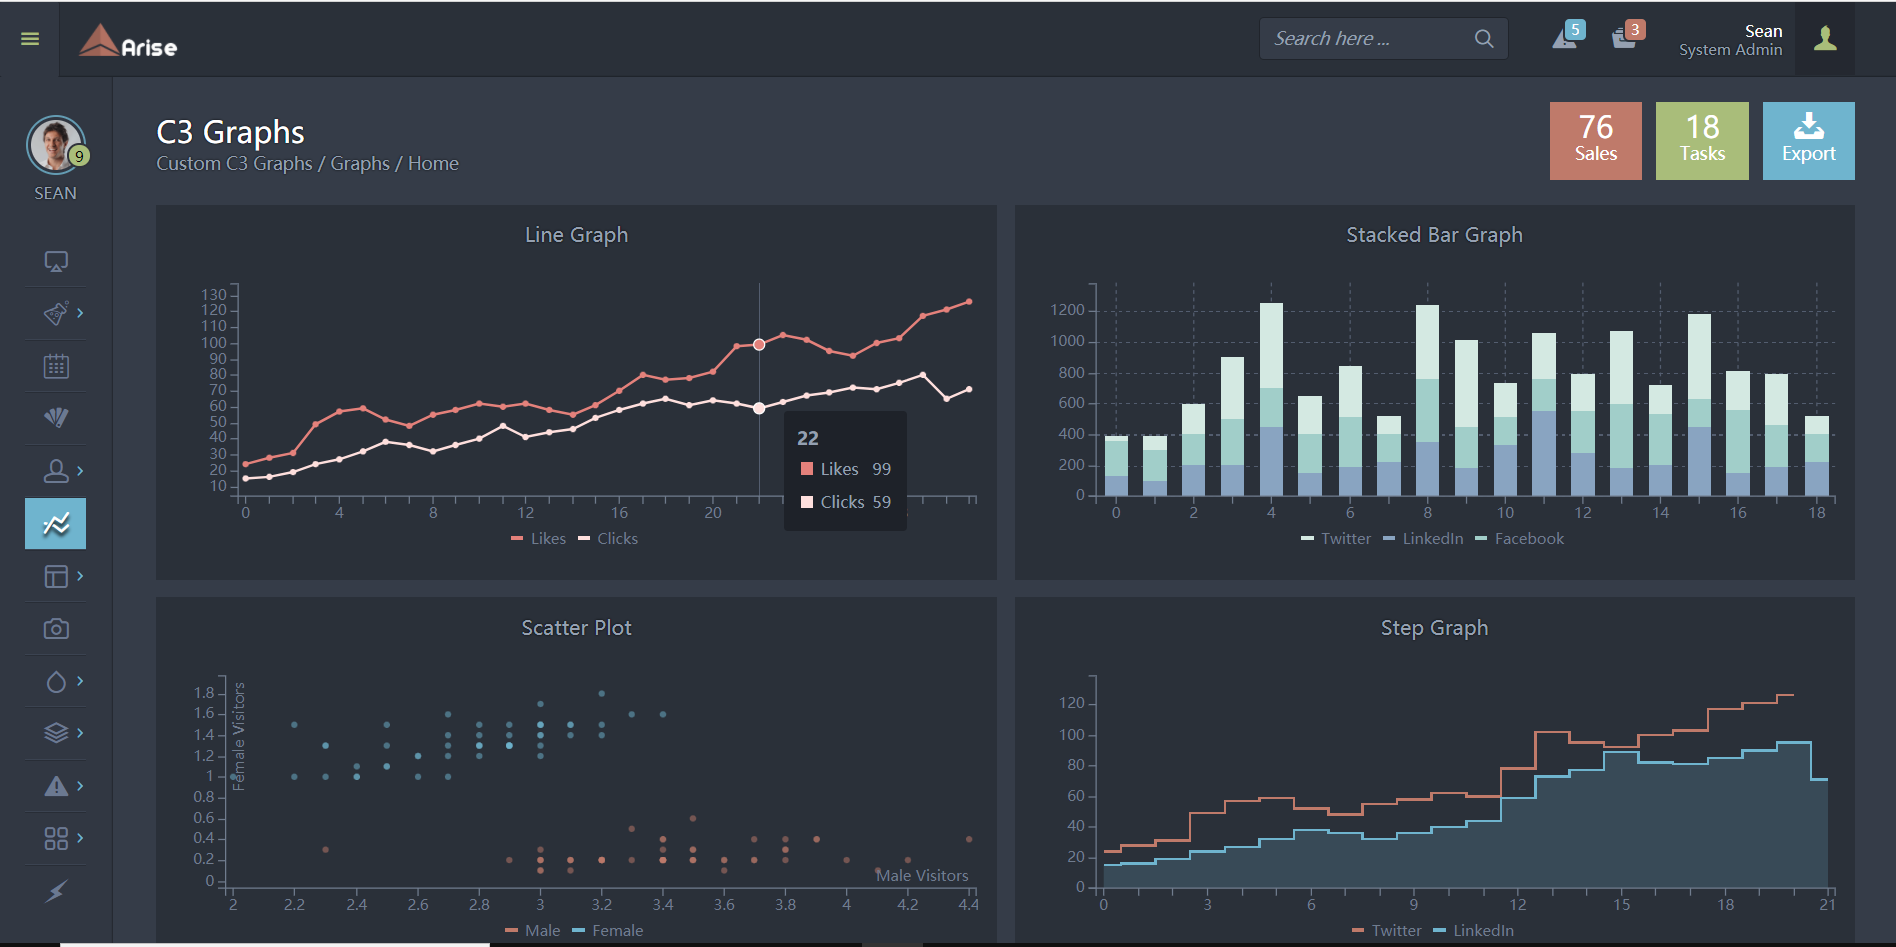 Arise
Search here ...
5
3
Sean
System Admin
9
SEAN
C3 Graphs
Custom C3 Graphs / Graphs / Home
76
Sales
18
Tasks
Export
Line Graph
130
120
110
100
90
80
70
60
50
40
30
20
10
0 4 8 12 16 20
22
Likes 99
Clicks 59
Likes Clicks
Stacked Bar Graph
1200
1000
800
600
400
200
0
0 2 4 6 8 10 12 14 16 18
Twitter LinkedIn Facebook
Scatter Plot
Female Visitors
1.8
1.6
1.4
1.2
1
0.8
0.6
0.4
0.2
0
Male Visitors
2 2.2 2.4 2.6 2.8 3 3.2 3.4 3.6 3.8 4 4.2 4.4
Male Female
Step Graph
120
100
80
60
40
20
0
0 3 6 9 12 15 18 21
Twitter LinkedIn